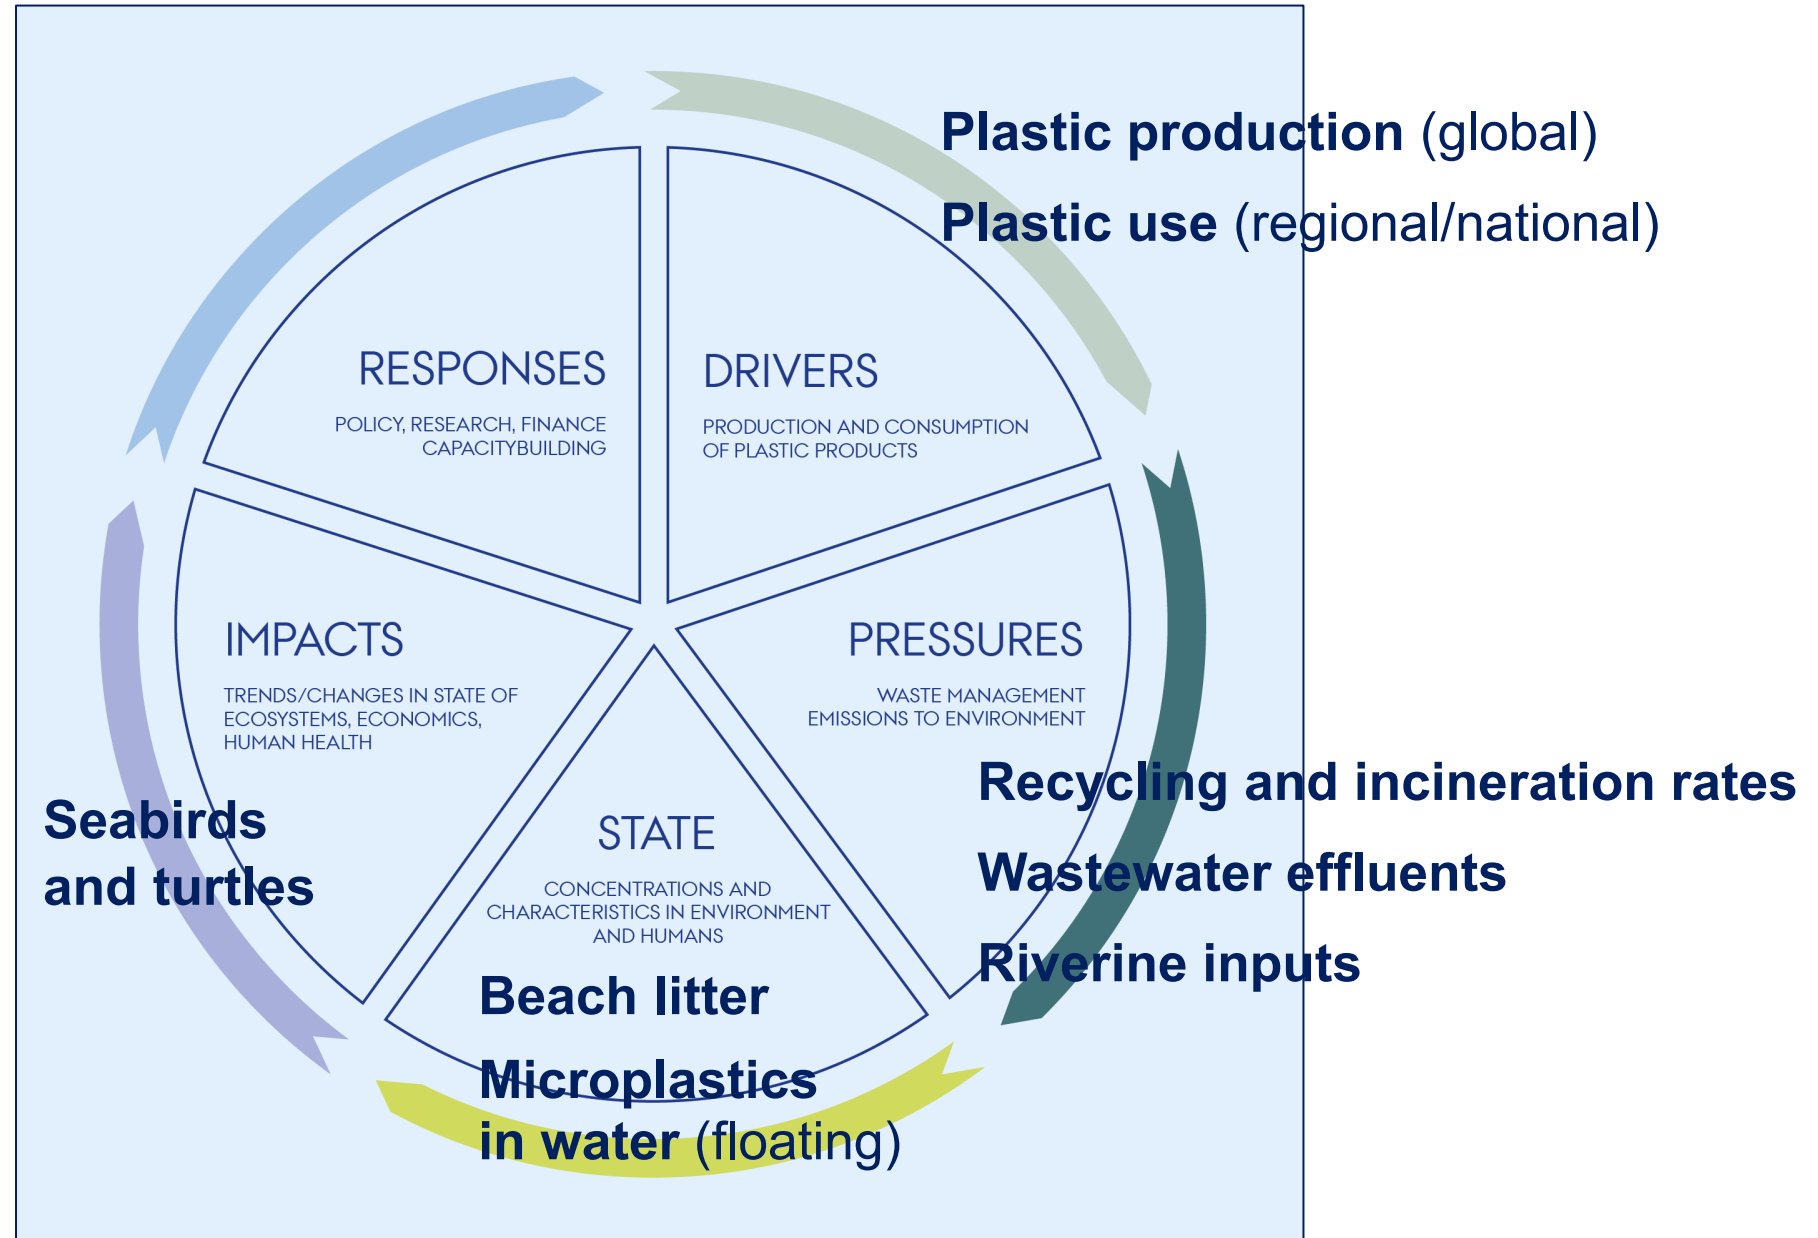 Plastic production (global)
Plastic use (regional/national)
RESPONSES
POLICY, RESEARCH, FINANCE
CAPACITYBUILDING
DRIVERS
PRODUCTION AND CONSUMPTION
OF PLASTIC PRODUCTS
IMPACTS
TRENDS/CHANGES IN STATE OF
ECOSYSTEMS, ECONOMICS,
HUMAN HEALTH
PRESSURES
WASTE MANAGEMENT
EMISSIONS TO ENVIRONMENT
Recycling and incineration rates
Wastewater effluents
Riverine inputs
Seabirds
and turtles
STATE
CONCENTRATIONS AND
CHARACTERISTICS IN ENVIRONMENT
AND HUMANS
Beach litter
Microplastics
in water (floating)